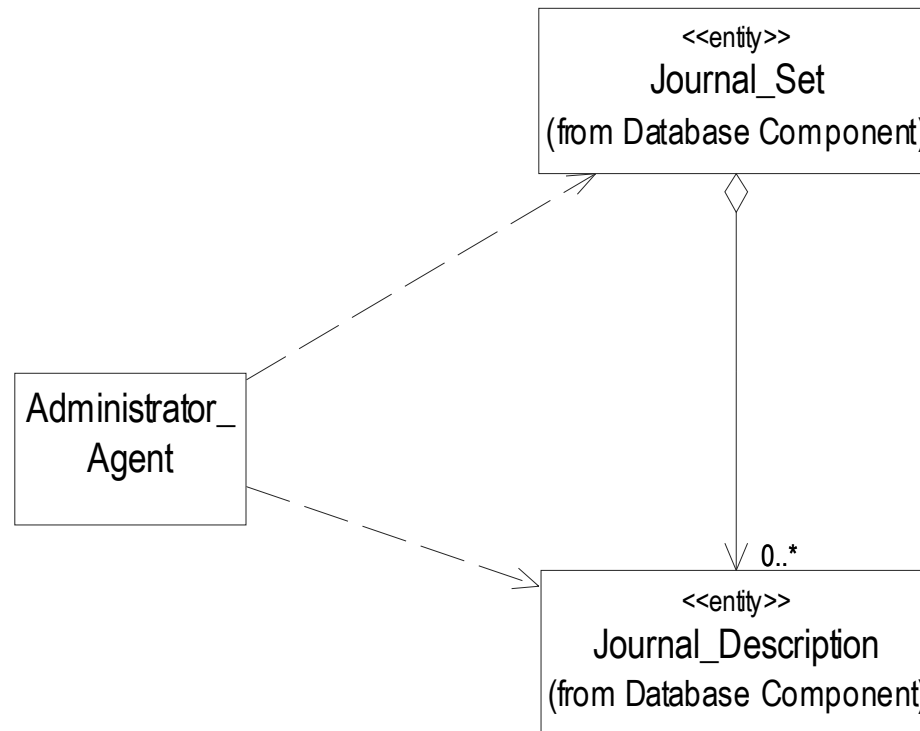 <<entity>>
Journal_Set
(from Database Component)
Administrator_
Agent
0..*
<<entity>>
Journal_Description
(from Database Component)